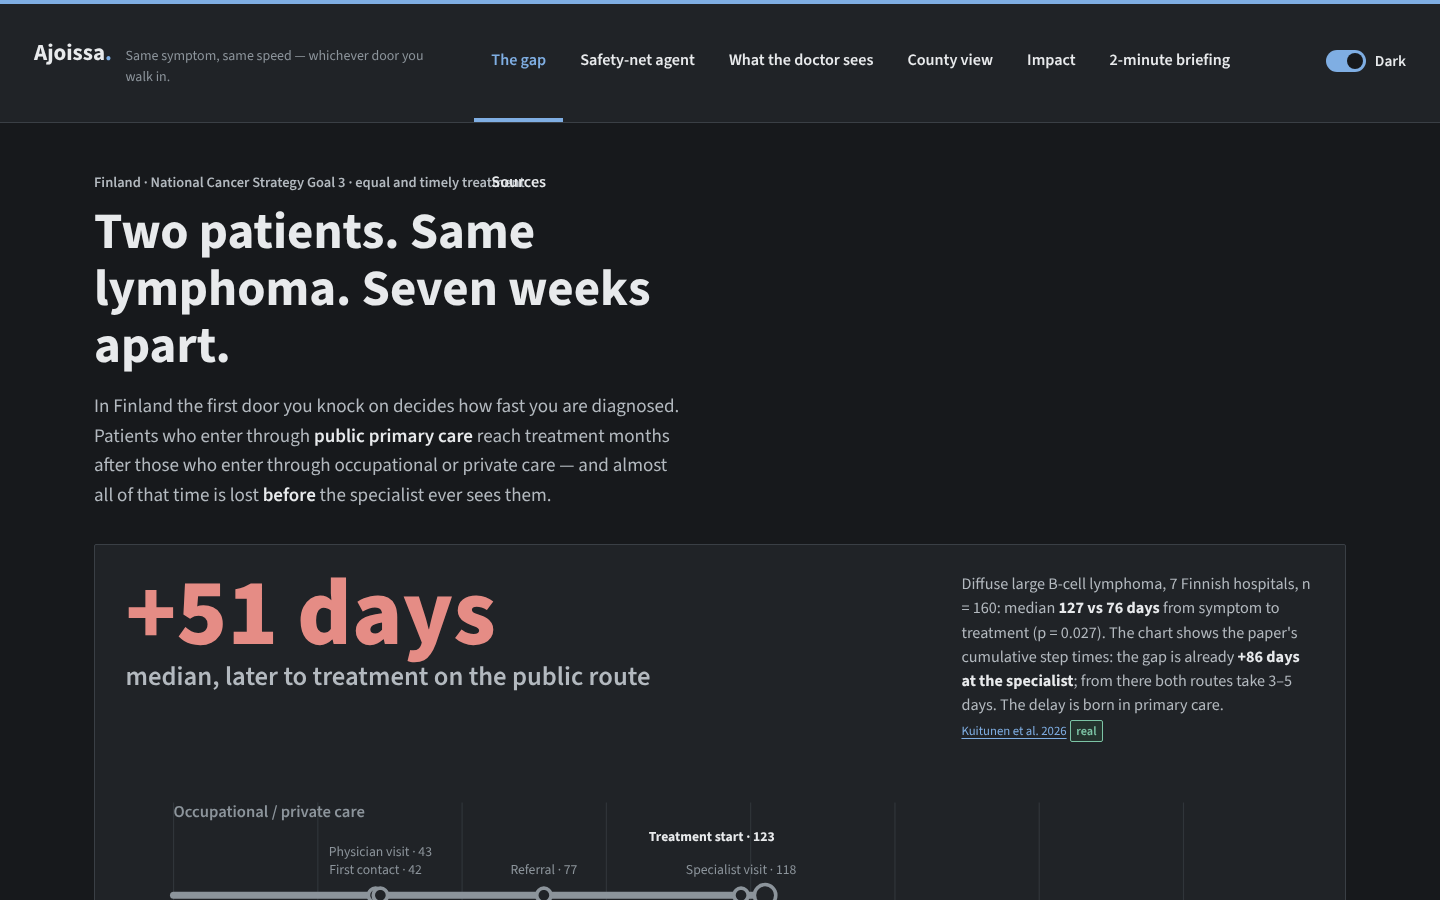 Ajoissa.
Same symptom, same speed — whichever door you
walk in.
The gap
Safety-net agent
What the doctor sees
County view
Impact
2-minute briefing
Dark
Sources
Finland · National Cancer Strategy Goal 3 · equal and timely treatment
Two patients. Same
lymphoma. Seven weeks
apart.
In Finland the first door you knock on decides how fast you are diagnosed.
Patients who enter through public primary care reach treatment months
after those who enter through occupational or private care — and almost
all of that time is lost before the specialist ever sees them.
+51 days
median, later to treatment on the public route
Diffuse large B-cell lymphoma, 7 Finnish hospitals, n
= 160: median 127 vs 76 days from symptom to
treatment (p = 0.027). The chart shows the paper's
cumulative step times: the gap is already +86 days
at the specialist; from there both routes take 3–5
days. The delay is born in primary care.
Kuitunen et al. 2026 real
Occupational / private care
Treatment start · 123
Physician visit · 43
First contact · 42
Referral · 77
Specialist visit · 118